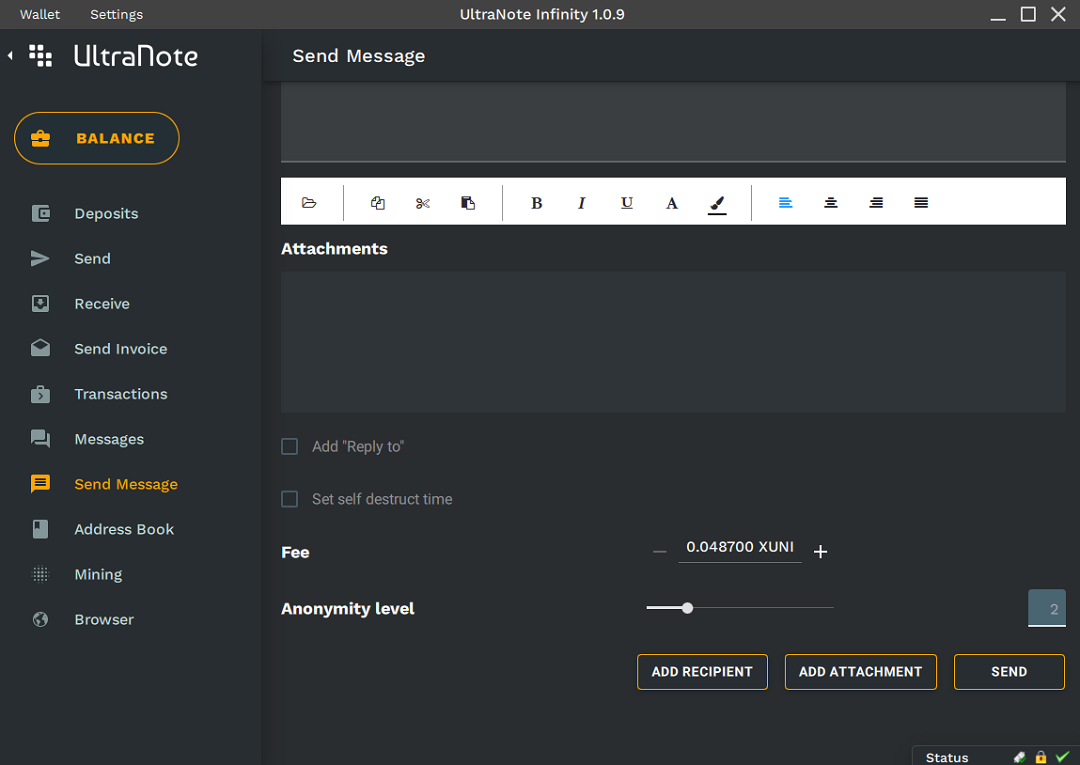 Wallet Settings UltraNote Infinity 1.0.9
UltraNote
Send Message
BALANCE
Deposits
Send
Receive
Send Invoice
Transactions
Messages
Send Message
Address Book
Mining
Browser
B I U A
Attachments
Add "Reply to"
Set self destruct time
Fee
0.048700 XUNI
Anonymity level
2
ADD RECIPIENT
ADD ATTACHMENT
SEND
Status